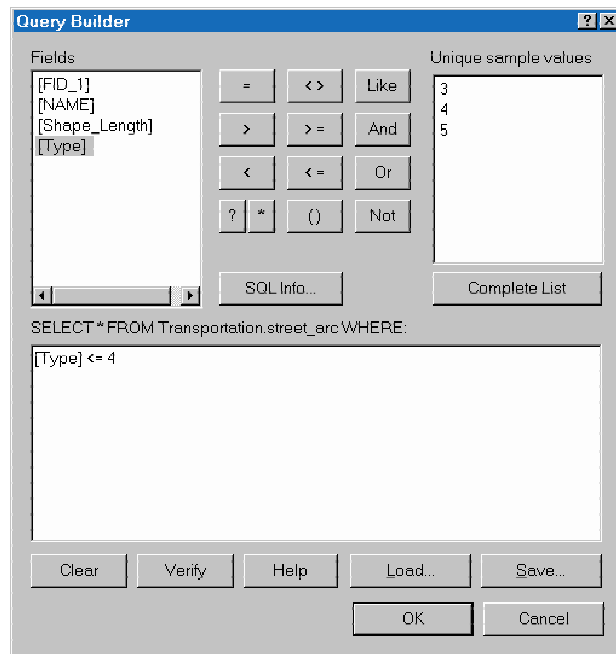 Query Builder
Fields
Unique sample values
[FID_1]
[NAME]
[Shape_Length]
[Type]
= <> Like
> >= And
< <= Or
? * () Not
3
4
5
SQL Info...
Complete List
SELECT * FROM Transportation.street_arc WHERE:
[Type] <= 4
Clear Verify Help Load... Save...
OK Cancel